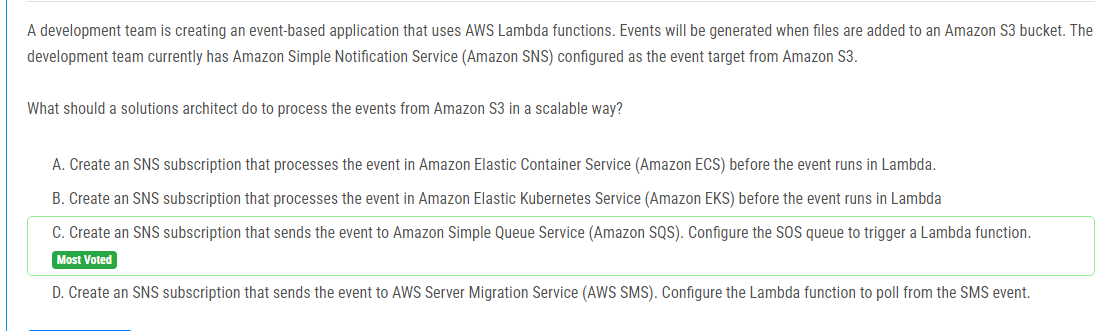 A development team is creating an event-based application that uses AWS Lambda functions. Events will be generated when files are added to an Amazon S3 bucket. The
development team currently has Amazon Simple Notification Service (Amazon SNS) configured as the event target from Amazon S3.
What should a solutions architect do to process the events from Amazon S3 in a scalable way?
A. Create an SNS subscription that processes the event in Amazon Elastic Container Service (Amazon ECS) before the event runs in Lambda.
B. Create an SNS subscription that processes the event in Amazon Elastic Kubernetes Service (Amazon EKS) before the event runs in Lambda
C. Create an SNS subscription that sends the event to Amazon Simple Queue Service (Amazon SQS). Configure the SOS queue to trigger a Lambda function.
Most Voted
D. Create an SNS subscription that sends the event to AWS Server Migration Service (AWS SMS). Configure the Lambda function to poll from the SMS event.